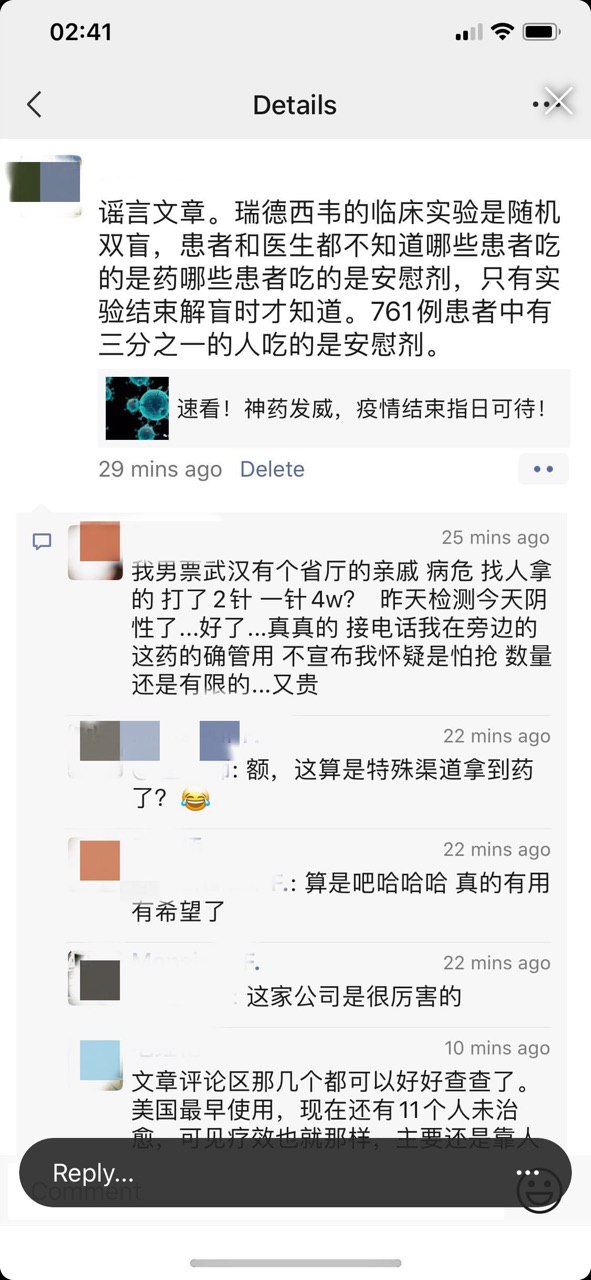 02:41
Details
谣言文章。瑞德西韦的临床实验是随机
双盲，患者和医生都不知道哪些患者吃
的是药哪些患者吃的是安慰剂，只有实
验结束解盲时才知道。761例患者中有
三分之一的人吃的是安慰剂。
速看！神药发威，疫情结束指日可待！
29 mins ago Delete
25 mins ago
我男票武汉有个省厅的亲戚 病危 找人拿
的 打了2针 一针4w? 昨天检测今天阴
性了...好了...真真的 接电话我在旁边的
这药的确管用 不宣布我怀疑是怕抢 数量
还是有限的...又贵
22 mins ago
: 额，这算是特殊渠道拿到药
了？😂
22 mins ago
F.: 算是吧哈哈哈 真的有用
有希望了
22 mins ago
F.
: 这家公司是很厉害的
10 mins ago
文章评论区那几个都可以好好查查了。
美国最早使用，现在还有11个人未治
愈，可见疗效也就那样，主要还是靠人
Reply...
Comment